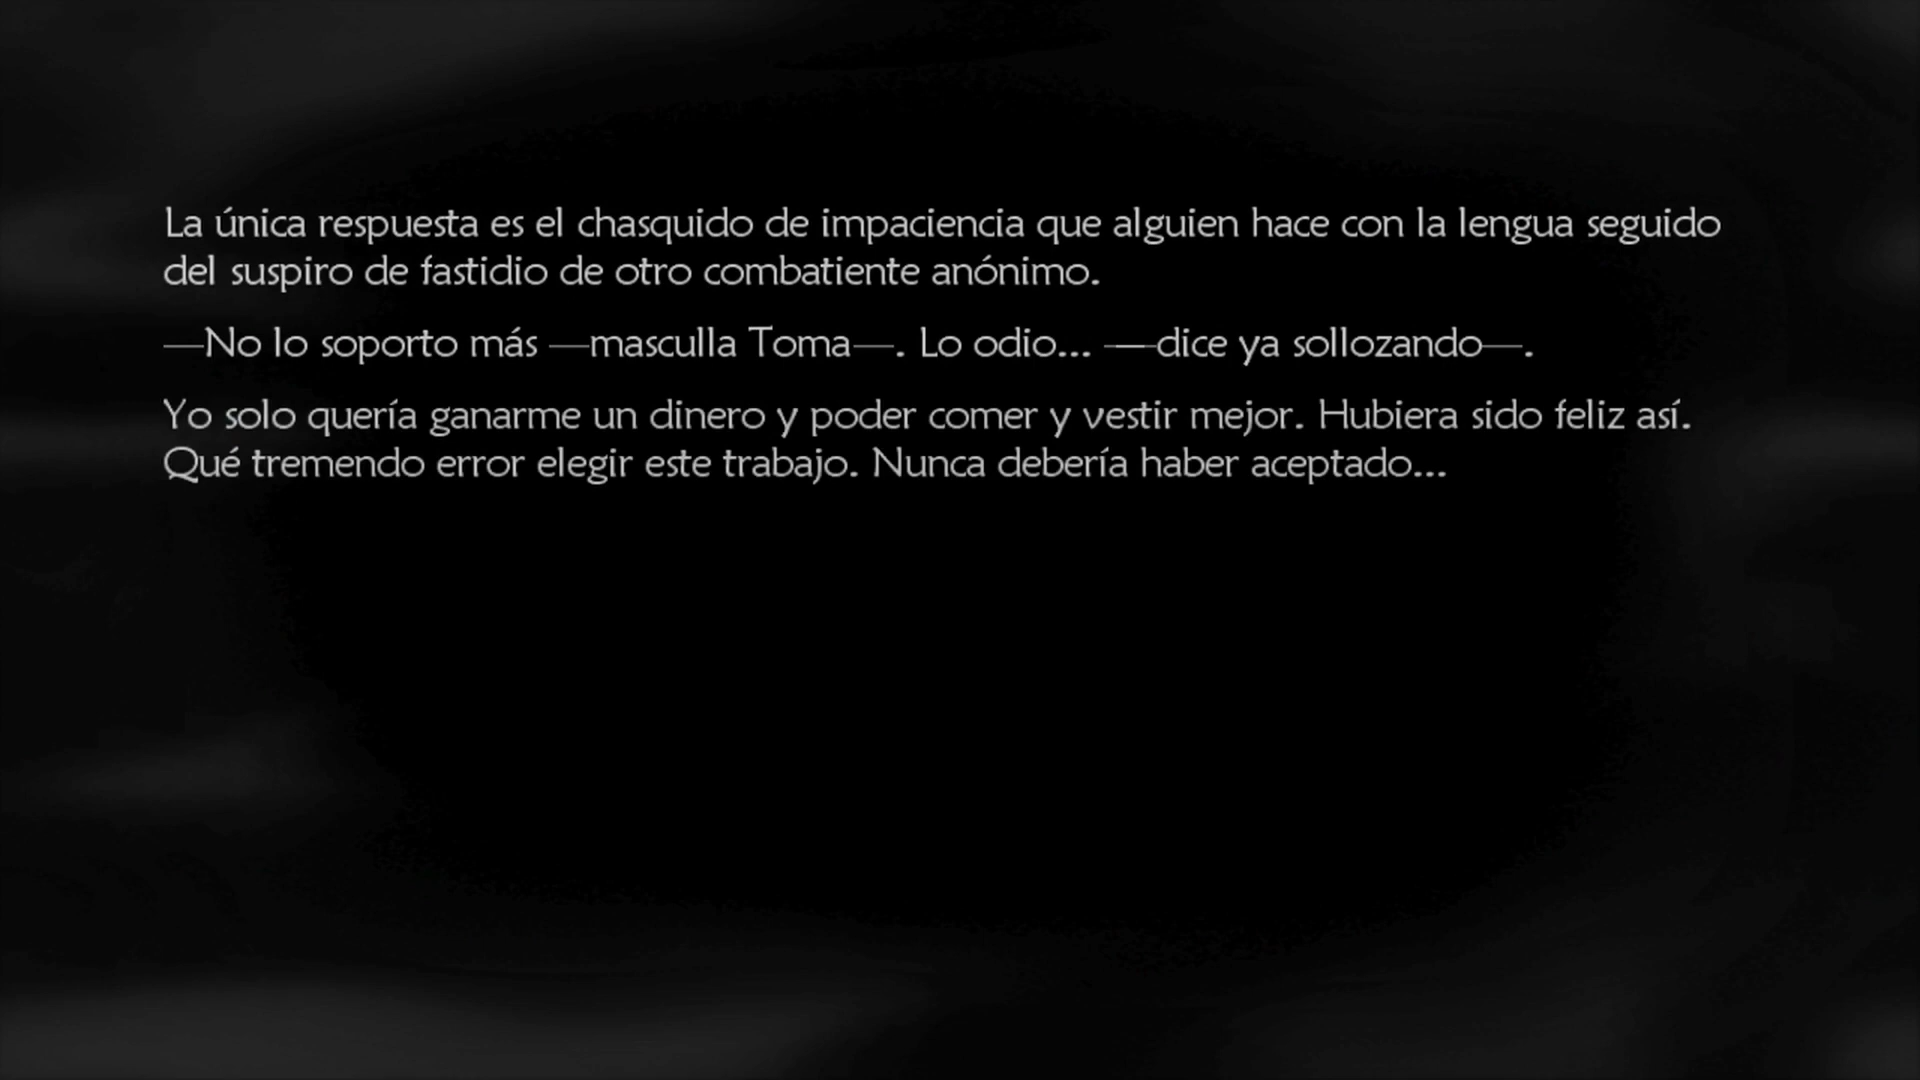 La única respuesta es el chasquido de impaciencia que alguien hace con la lengua seguido
del suspiro de fastidio de otro combatiente anónimo.
—No lo soporto más —masculla Toma—. Lo odio... —dice ya sollozando—.
Yo solo quería ganarme un dinero y poder comer y vestir mejor. Hubiera sido feliz así.
Qué tremendo error elegir este trabajo. Nunca debería haber aceptado...